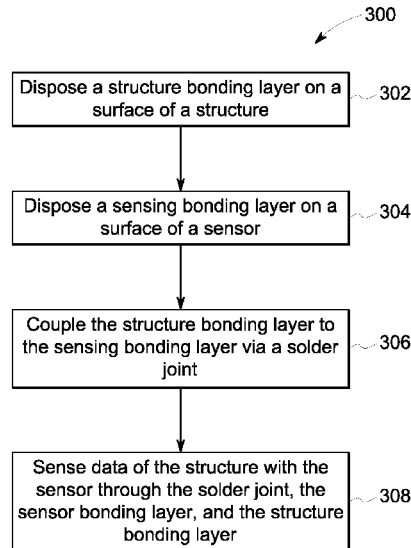 300
Dispose a structure bonding layer on a
surface of a structure
302
Dispose a sensing bonding layer on a
surface of a sensor
304
Couple the structure bonding layer to
the sensing bonding layer via a solder
joint
306
Sense data of the structure with the
sensor through the solder joint, the
sensor bonding layer, and the structure
bonding layer
308